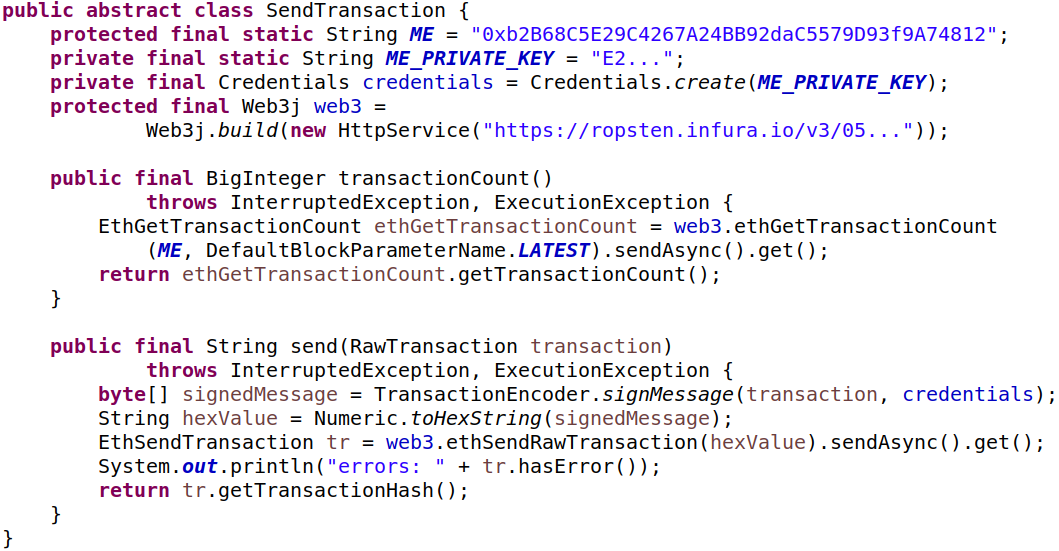 public abstract class SendTransaction {
    protected final static String ME = "0xb2B68C5E29C4267A24BB92daC5579D93f9A74812";
    private final static String ME_PRIVATE_KEY = "E2...";
    private final Credentials credentials = Credentials.create(ME_PRIVATE_KEY);
    protected final Web3j web3 =
            Web3j.build(new HttpService("https://ropsten.infura.io/v3/05..."));

    public final BigInteger transactionCount()
            throws InterruptedException, ExecutionException {
        EthGetTransactionCount ethGetTransactionCount = web3.ethGetTransactionCount
            (ME, DefaultBlockParameterName.LATEST).sendAsync().get();
        return ethGetTransactionCount.getTransactionCount();
    }

    public final String send(RawTransaction transaction)
            throws InterruptedException, ExecutionException {
        byte[] signedMessage = TransactionEncoder.signMessage(transaction, credentials);
        String hexValue = Numeric.toHexString(signedMessage);
        EthSendTransaction tr = web3.ethSendRawTransaction(hexValue).sendAsync().get();
        System.out.println("errors: " + tr.hasError());
        return tr.getTransactionHash();
    }
}